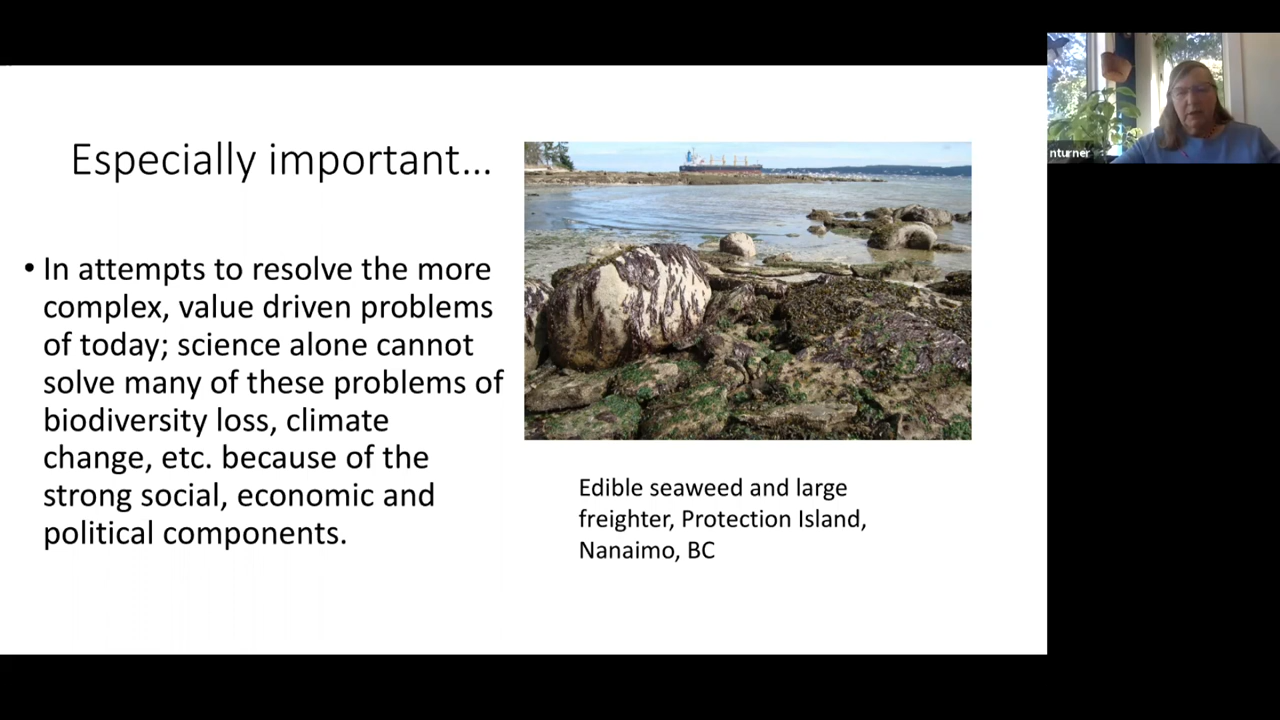 Especially important...
• In attempts to resolve the more
complex, value driven problems
of today; science alone cannot
solve many of these problems of
biodiversity loss, climate
change, etc. because of the
strong social, economic and
political components.
Edible seaweed and large
freighter, Protection Island,
Nanaimo, BC
nturner